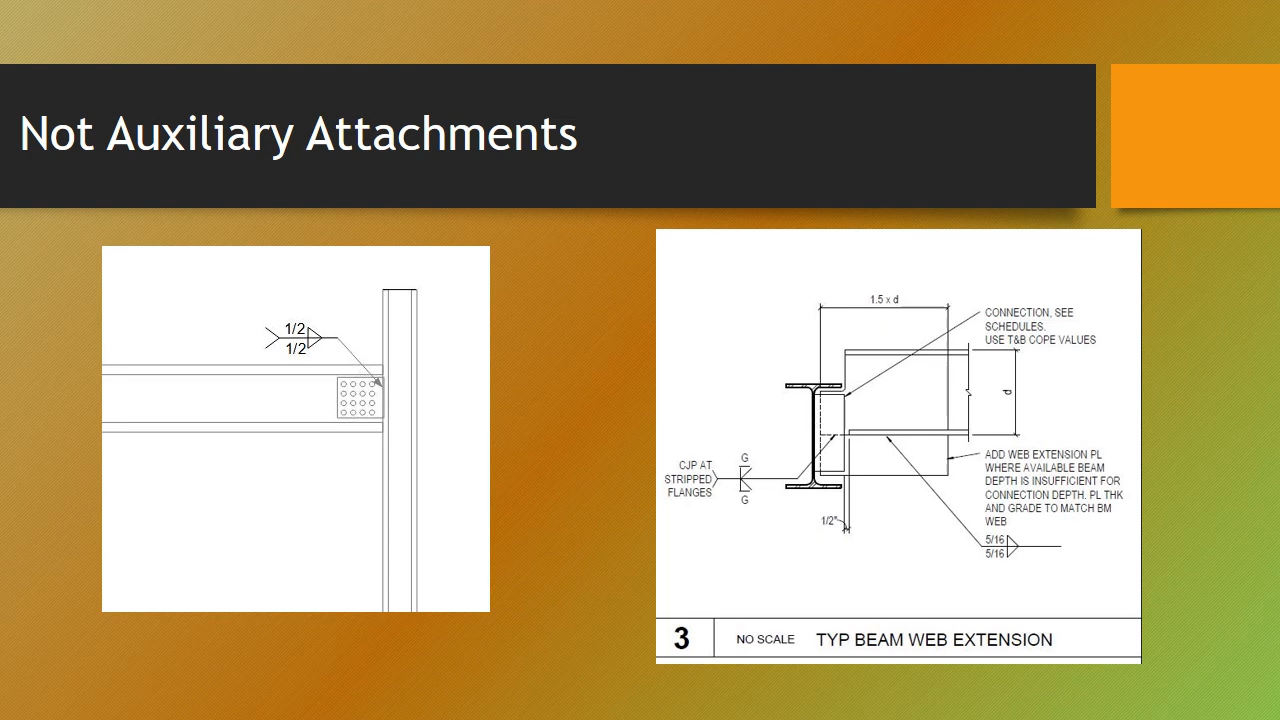 Not Auxiliary Attachments
1/2
1/2
1.5 x d
CONNECTION, SEE
SCHEDULES.
USE T&B COPE VALUES
d
G
CJP AT
STRIPPED
FLANGES
G
ADD WEB EXTENSION PL
WHERE AVAILABLE BEAM
DEPTH IS INSUFFICIENT FOR
CONNECTION DEPTH. PL THK
AND GRADE TO MATCH BM
WEB
1/2"
5/16
5/16
3 NO SCALE TYP BEAM WEB EXTENSION